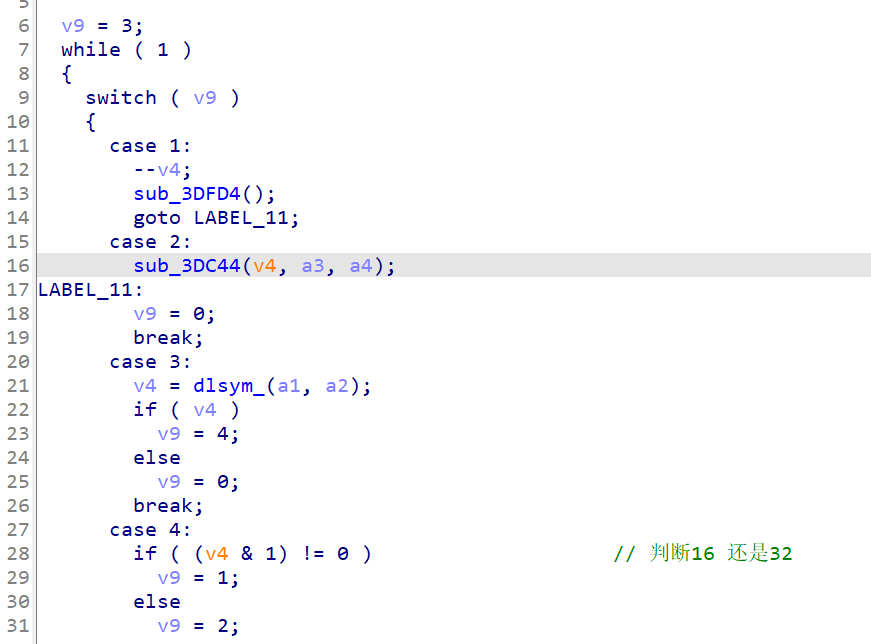 5
6 v9 = 3;
7 while ( 1 )
8 {
9 switch ( v9 )
10 {
11 case 1:
12 --v4;
13 sub_3DFD4();
14 goto LABEL_11;
15 case 2:
16 sub_3DC44(v4, a3, a4);
17 LABEL_11:
18 v9 = 0;
19 break;
20 case 3:
21 v4 = dlsym_(a1, a2);
22 if ( v4 )
23 v9 = 4;
24 else
25 v9 = 0;
26 break;
27 case 4:
28 if ( (v4 & 1) != 0 ) // 判断16 还是32
29 v9 = 1;
30 else
31 v9 = 2;